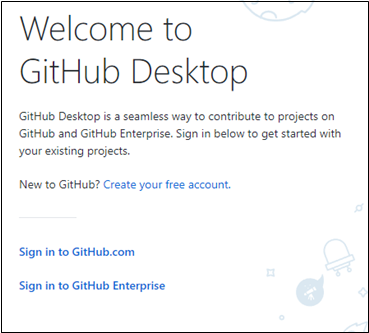 Welcome to
GitHub Desktop
GitHub Desktop is a seamless way to contribute to projects on
GitHub and GitHub Enterprise. Sign in below to get started with
your existing projects.
New to GitHub? Create your free account.
Sign in to GitHub.com
Sign in to GitHub Enterprise